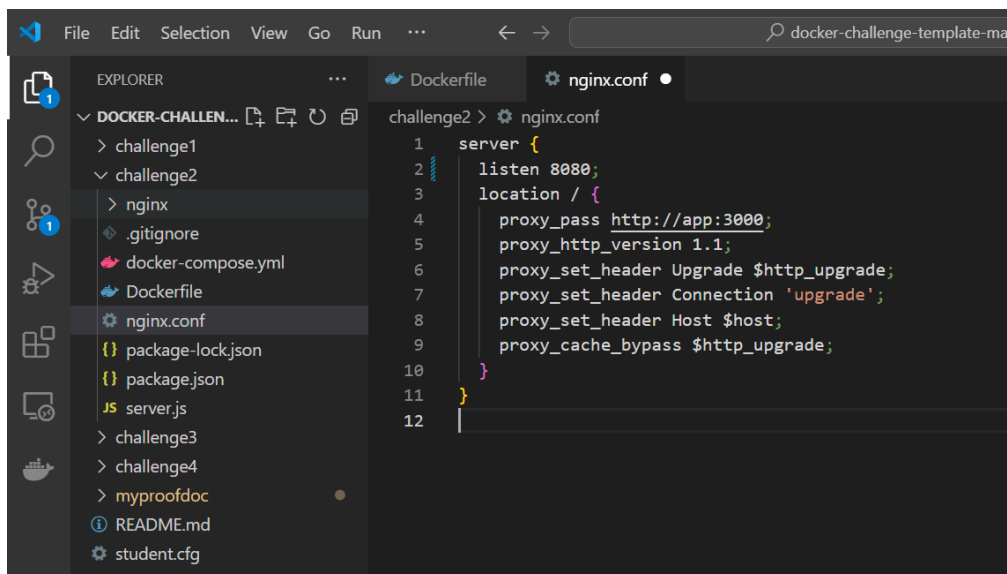 File Edit Selection View Go Run ··· ← → docker-challenge-template-ma
EXPLORER ···
DOCKER-CHALLEN...
challenge1
challenge2
nginx
.gitignore
docker-compose.yml
Dockerfile
nginx.conf
package-lock.json
package.json
JS server.js
challenge3
challenge4
myproofdoc
README.md
student.cfg
1
1
Dockerfile nginx.conf ●
challenge2 > nginx.conf
1 server {
2 listen 8080;
3 location / {
4 proxy_pass http://app:3000;
5 proxy_http_version 1.1;
6 proxy_set_header Upgrade $http_upgrade;
7 proxy_set_header Connection 'upgrade';
8 proxy_set_header Host $host;
9 proxy_cache_bypass $http_upgrade;
10 }
11 }
12